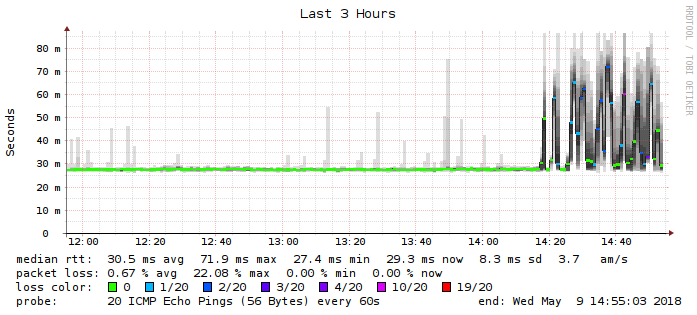 Last 3 Hours
RRDTOOL / TOBI OETIKER
Seconds
80 m
70 m
60 m
50 m
40 m
30 m
20 m
10 m
0
12:00 12:20 12:40 13:00 13:20 13:40 14:00 14:20 14:40
median rtt: 30.5 ms avg 71.9 ms max 27.4 ms min 29.3 ms now 8.3 ms sd 3.7 am/s
packet loss: 0.67 % avg 22.08 % max 0.00 % min 0.00 % now
loss color: 0 1/20 2/20 3/20 4/20 10/20 19/20
probe: 20 ICMP Echo Pings (56 Bytes) every 60s end: Wed May 9 14:55:03 2018